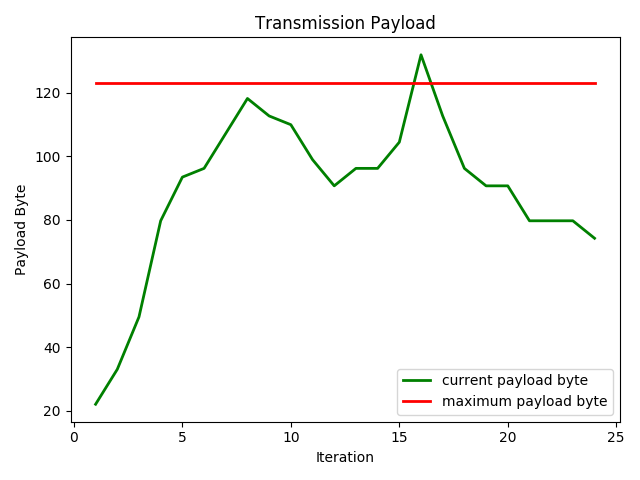 Transmission Payload
Payload Byte
120
100
80
60
40
20
0
5
10
15
20
25
Iteration
current payload byte
maximum payload byte